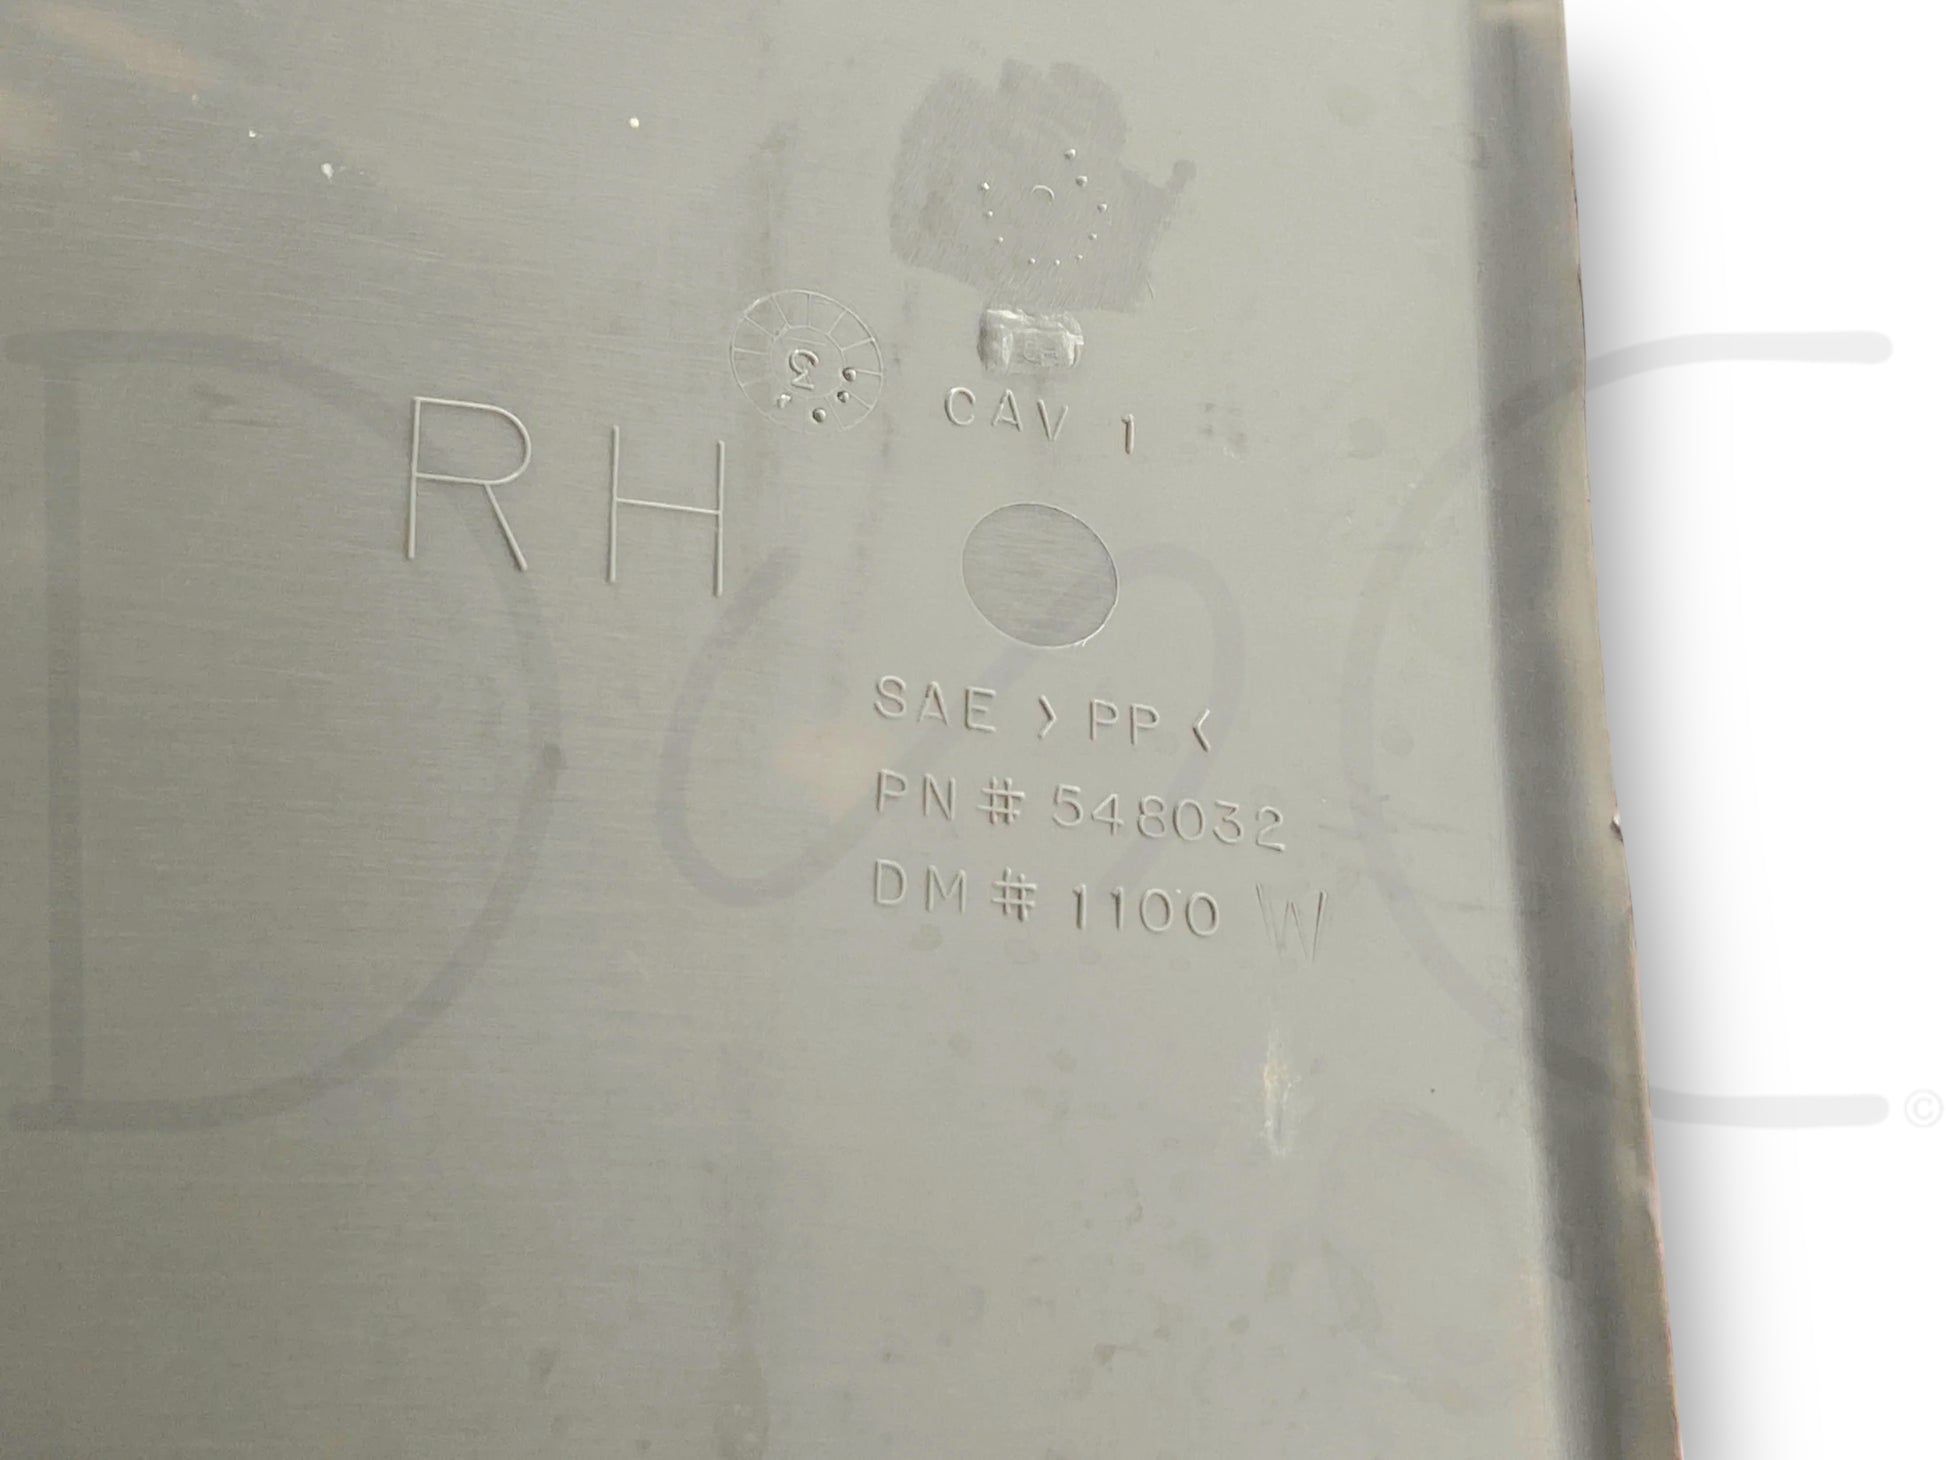 CAV 1
RH
SAE >PP<
PN# 548032
DM# 1100 W
D&C
©